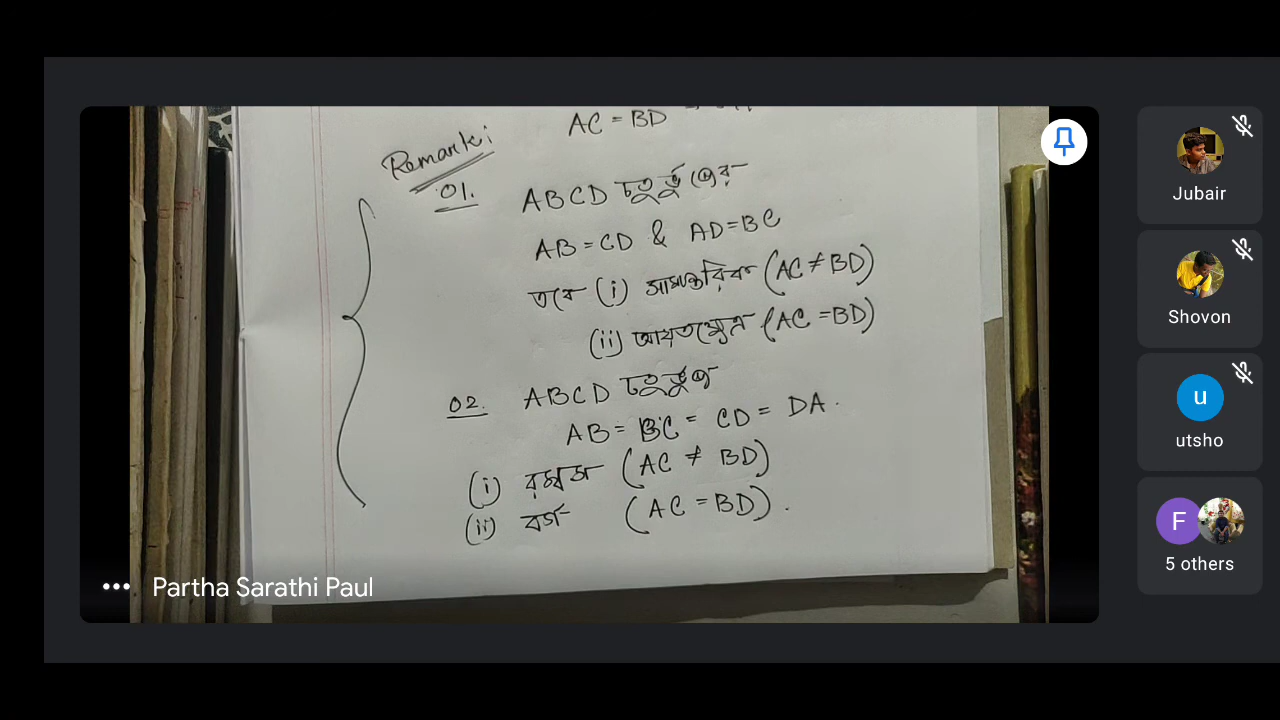 AC = BD
Remark:
01. ABCD চতুর্ভুজের
AB = CD & AD = BC
তবে (i) সামান্তরিক (AC ≠ BD)
(ii) আয়তক্ষেত্র (AC = BD)
02. ABCD চতুর্ভুজ
AB = BC = CD = DA.
(i) রম্বস (AC ≠ BD)
(ii) বর্গ (AC = BD).
Partha Sarathi Paul
Jubair
Shovon
u
utsho
F
5 others